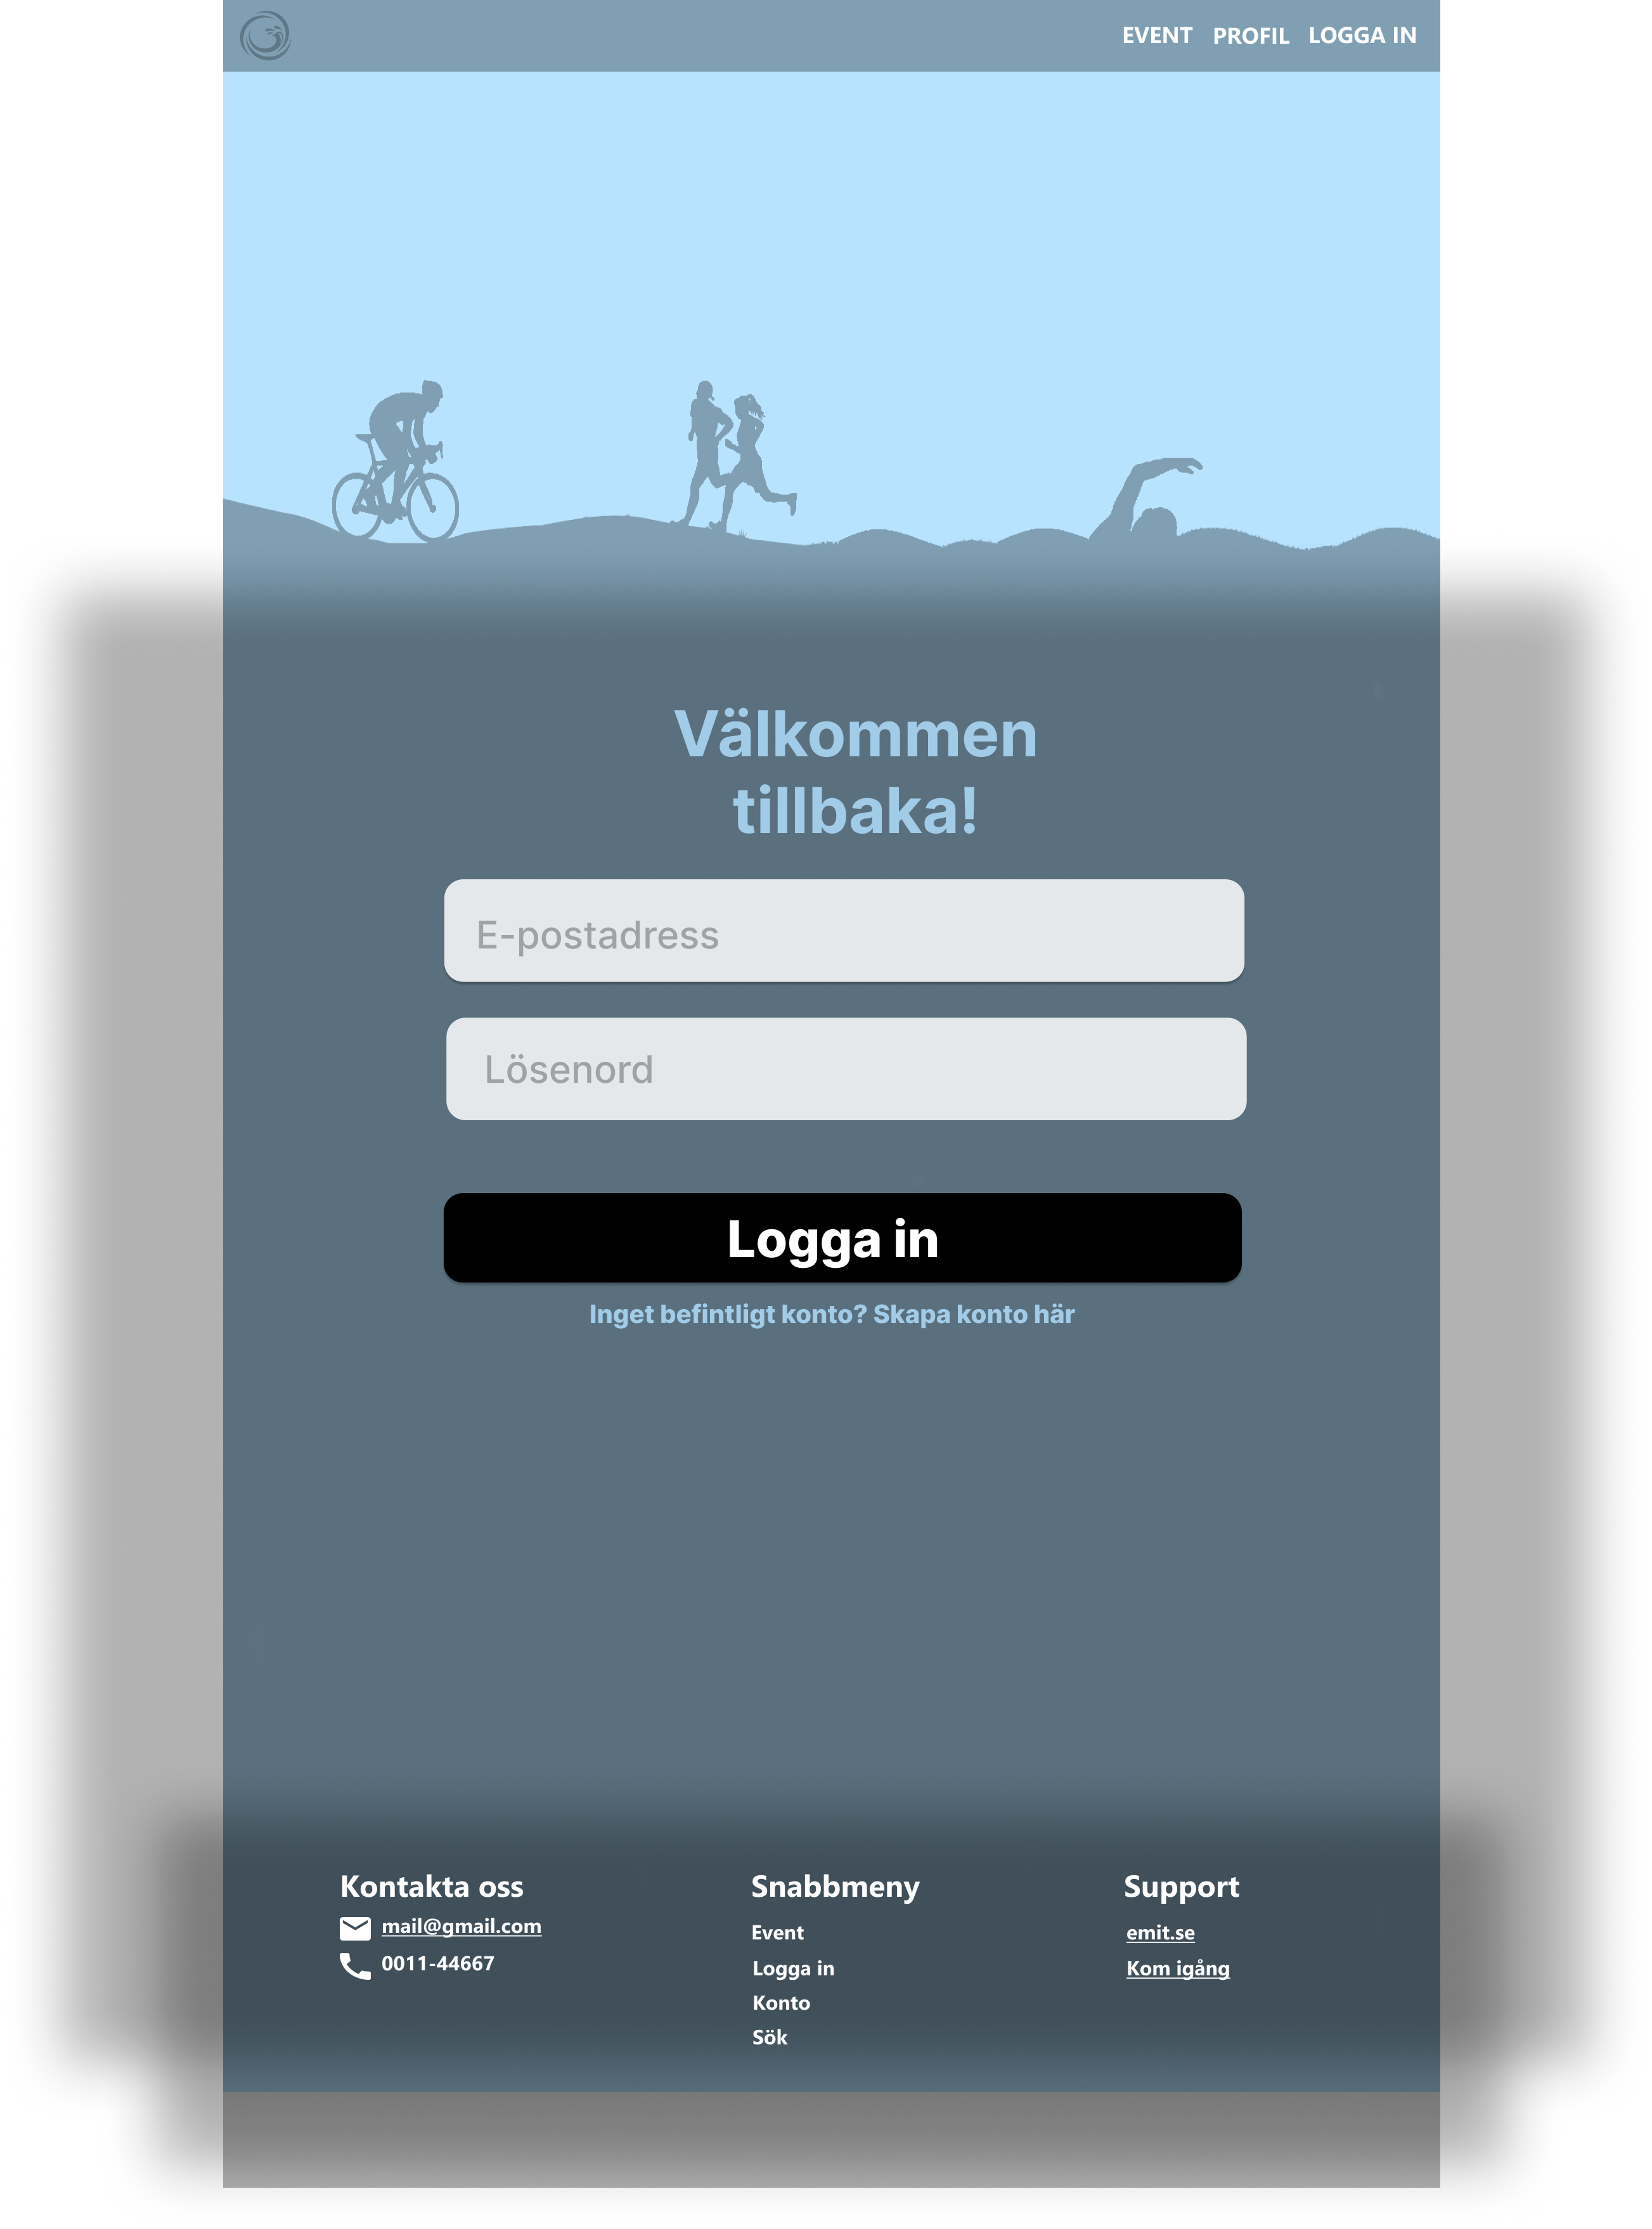 EVENT PROFIL LOGGA IN
Välkommen
tillbaka!
E-postadress
Lösenord
Logga in
Inget befintligt konto? Skapa konto här
Kontakta oss
mail@gmail.com
0011-44667
Snabbmeny
Event
Logga in
Konto
Sök
Support
emit.se
Kom igång